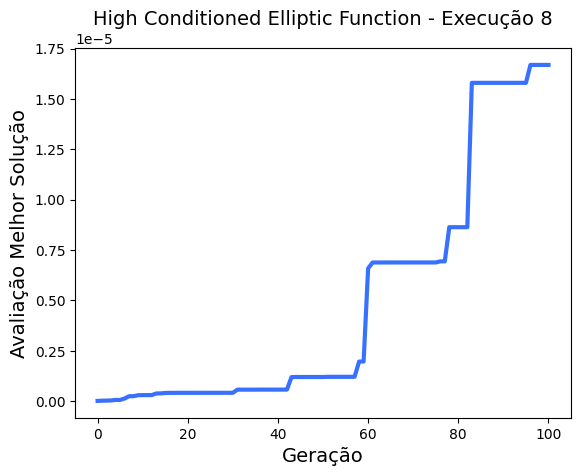 High Conditioned Elliptic Function - Execução 8
1e−5
1.75
1.50
1.25
1.00
0.75
0.50
0.25
0.00
Avaliação Melhor Solução
0 20 40 60 80 100
Geração